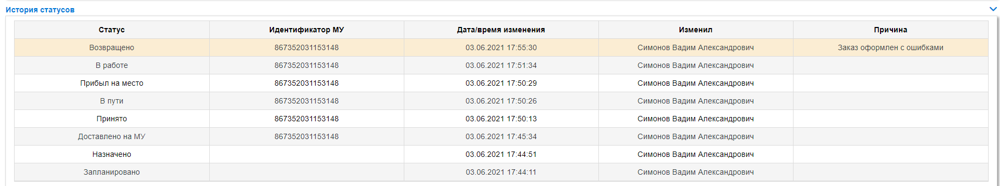 История статусов
Статус Идентификатор МУ Дата/время изменения Изменил Причина
Возвращено 867352031153148 03.06.2021 17:55:30 Симонов Вадим Александрович Заказ оформлен с ошибками
В работе 867352031153148 03.06.2021 17:51:34 Симонов Вадим Александрович
Прибыл на место 867352031153148 03.06.2021 17:50:29 Симонов Вадим Александрович
В пути 867352031153148 03.06.2021 17:50:26 Симонов Вадим Александрович
Принято 867352031153148 03.06.2021 17:50:13 Симонов Вадим Александрович
Доставлено на МУ 867352031153148 03.06.2021 17:45:34 Симонов Вадим Александрович
Назначено 03.06.2021 17:44:51 Симонов Вадим Александрович
Запланировано 03.06.2021 17:44:11 Симонов Вадим Александрович